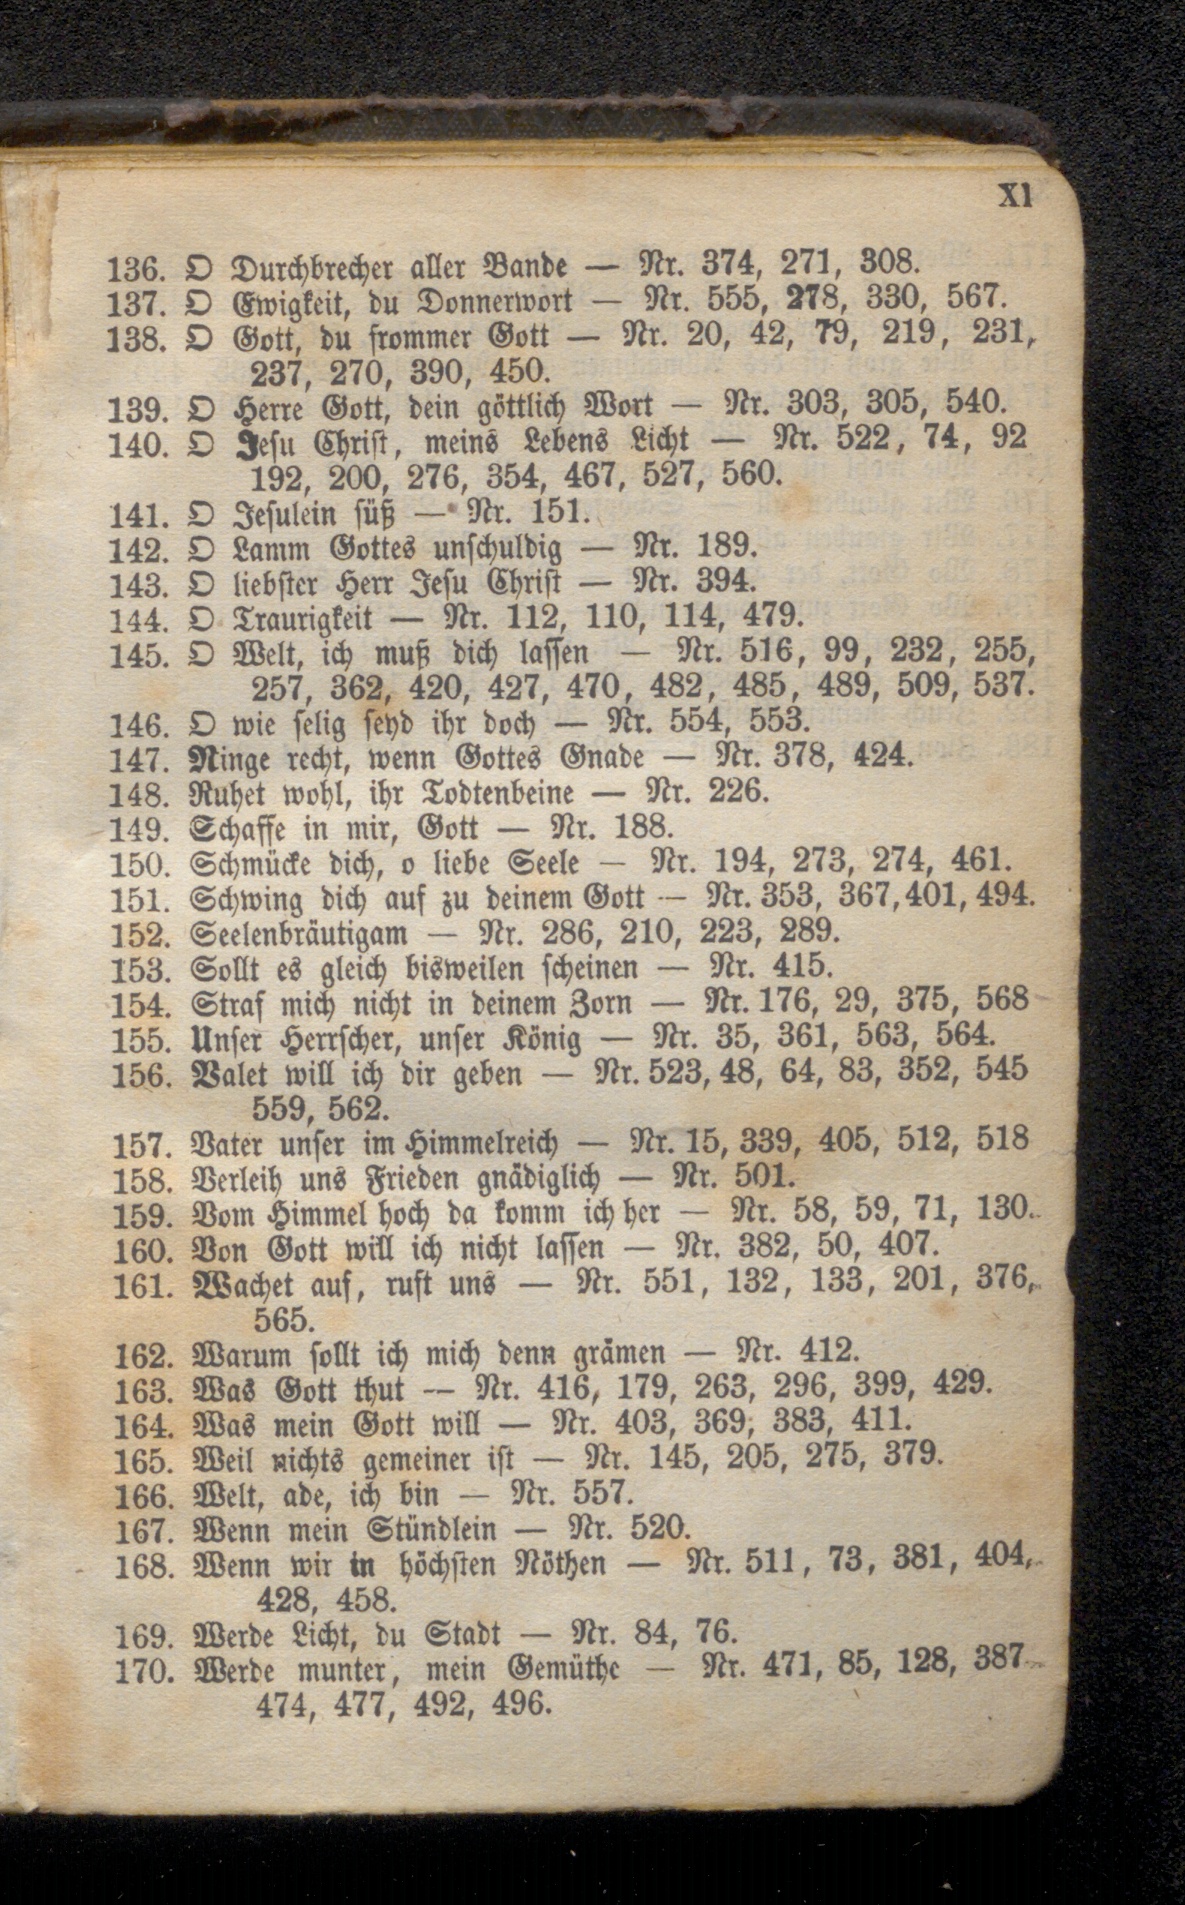 XI
136. O Durchbrecher aller Bande — Nr. 374, 271, 308.
137. O Ewigkeit, du Donnerwort — Nr. 555, 278, 330, 567.
138. O Gott, du frommer Gott — Nr. 20, 42, 79, 219, 231,
237, 270, 390, 450.
139. O Herre Gott, dein göttlich Wort — Nr. 303, 305, 540.
140. O Jesu Christ, meins Lebens Licht — Nr. 522, 74, 92
192, 200, 276, 354, 467, 527, 560.
141. O Jesulein süß — Nr. 151.
142. O Lamm Gottes unschuldig — Nr. 189.
143. O liebster Herr Jesu Christ — Nr. 394.
144. O Traurigkeit — Nr. 112, 110, 114, 479.
145. O Welt, ich muß dich lassen — Nr. 516, 99, 232, 255,
257, 362, 420, 427, 470, 482, 485, 489, 509, 537.
146. O wie selig seyd ihr doch — Nr. 554, 553.
147. Ringe recht, wenn Gottes Gnade — Nr. 378, 424.
148. Ruhet wohl, ihr Todtenbeine — Nr. 226.
149. Schaffe in mir, Gott — Nr. 188.
150. Schmücke dich, o liebe Seele — Nr. 194, 273, 274, 461.
151. Schwing dich auf zu deinem Gott — Nr. 353, 367, 401, 494.
152. Seelenbräutigam — Nr. 286, 210, 223, 289.
153. Sollt es gleich bisweilen scheinen — Nr. 415.
154. Straf mich nicht in deinem Zorn — Nr. 176, 29, 375, 568
155. Unser Herrscher, unser König — Nr. 35, 361, 563, 564.
156. Valet will ich dir geben — Nr. 523, 48, 64, 83, 352, 545
559, 562.
157. Vater unser im Himmelreich — Nr. 15, 339, 405, 512, 518
158. Verleih uns Frieden gnädiglich — Nr. 501.
159. Vom Himmel hoch da komm ich her — Nr. 58, 59, 71, 130.
160. Von Gott will ich nicht lassen — Nr. 382, 50, 407.
161. Wachet auf, ruft uns — Nr. 551, 132, 133, 201, 376,
565.
162. Warum sollt ich mich denn grämen — Nr. 412.
163. Was Gott thut — Nr. 416, 179, 263, 296, 399, 429.
164. Was mein Gott will — Nr. 403, 369, 383, 411.
165. Weil nichts gemeiner ist — Nr. 145, 205, 275, 379.
166. Welt, ade, ich bin — Nr. 557.
167. Wenn mein Stündlein — Nr. 520.
168. Wenn wir in höchsten Nöthen — Nr. 511, 73, 381, 404,
428, 458.
169. Werde Licht, du Stadt — Nr. 84, 76.
170. Werde munter, mein Gemüthe — Nr. 471, 85, 128, 387
474, 477, 492, 496.